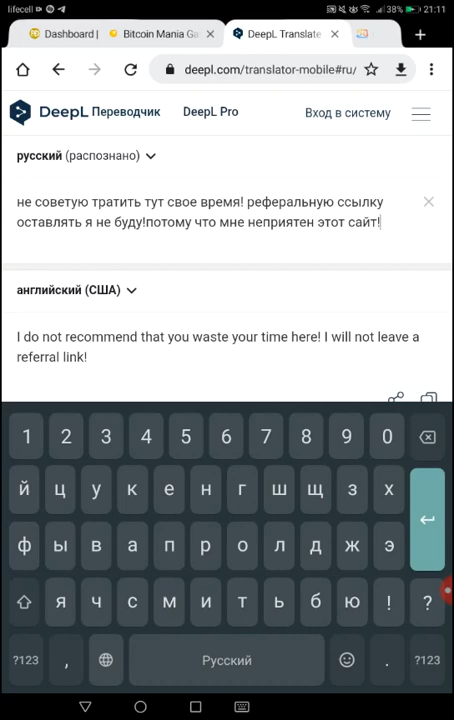 lifecell
38% 21:11
Dashboard |
Bitcoin Mania Ga
DeepL Translate
deepl.com/translator-mobile#ru/
DeepL Переводчик
DeepL Pro
Вход в систему
русский (распознано)
не советую тратить тут свое время! реферальную ссылку
оставлять я не буду!потому что мне неприятен этот сайт!
английский (США)
I do not recommend that you waste your time here! I will not leave a
referral link!
1 2 3 4 5 6 7 8 9 0
й ц у к е н г ш щ з х
ф ы в а п р о л д ж э
я ч с м и т ь б ю ! ?
?123 , Русский . ?123